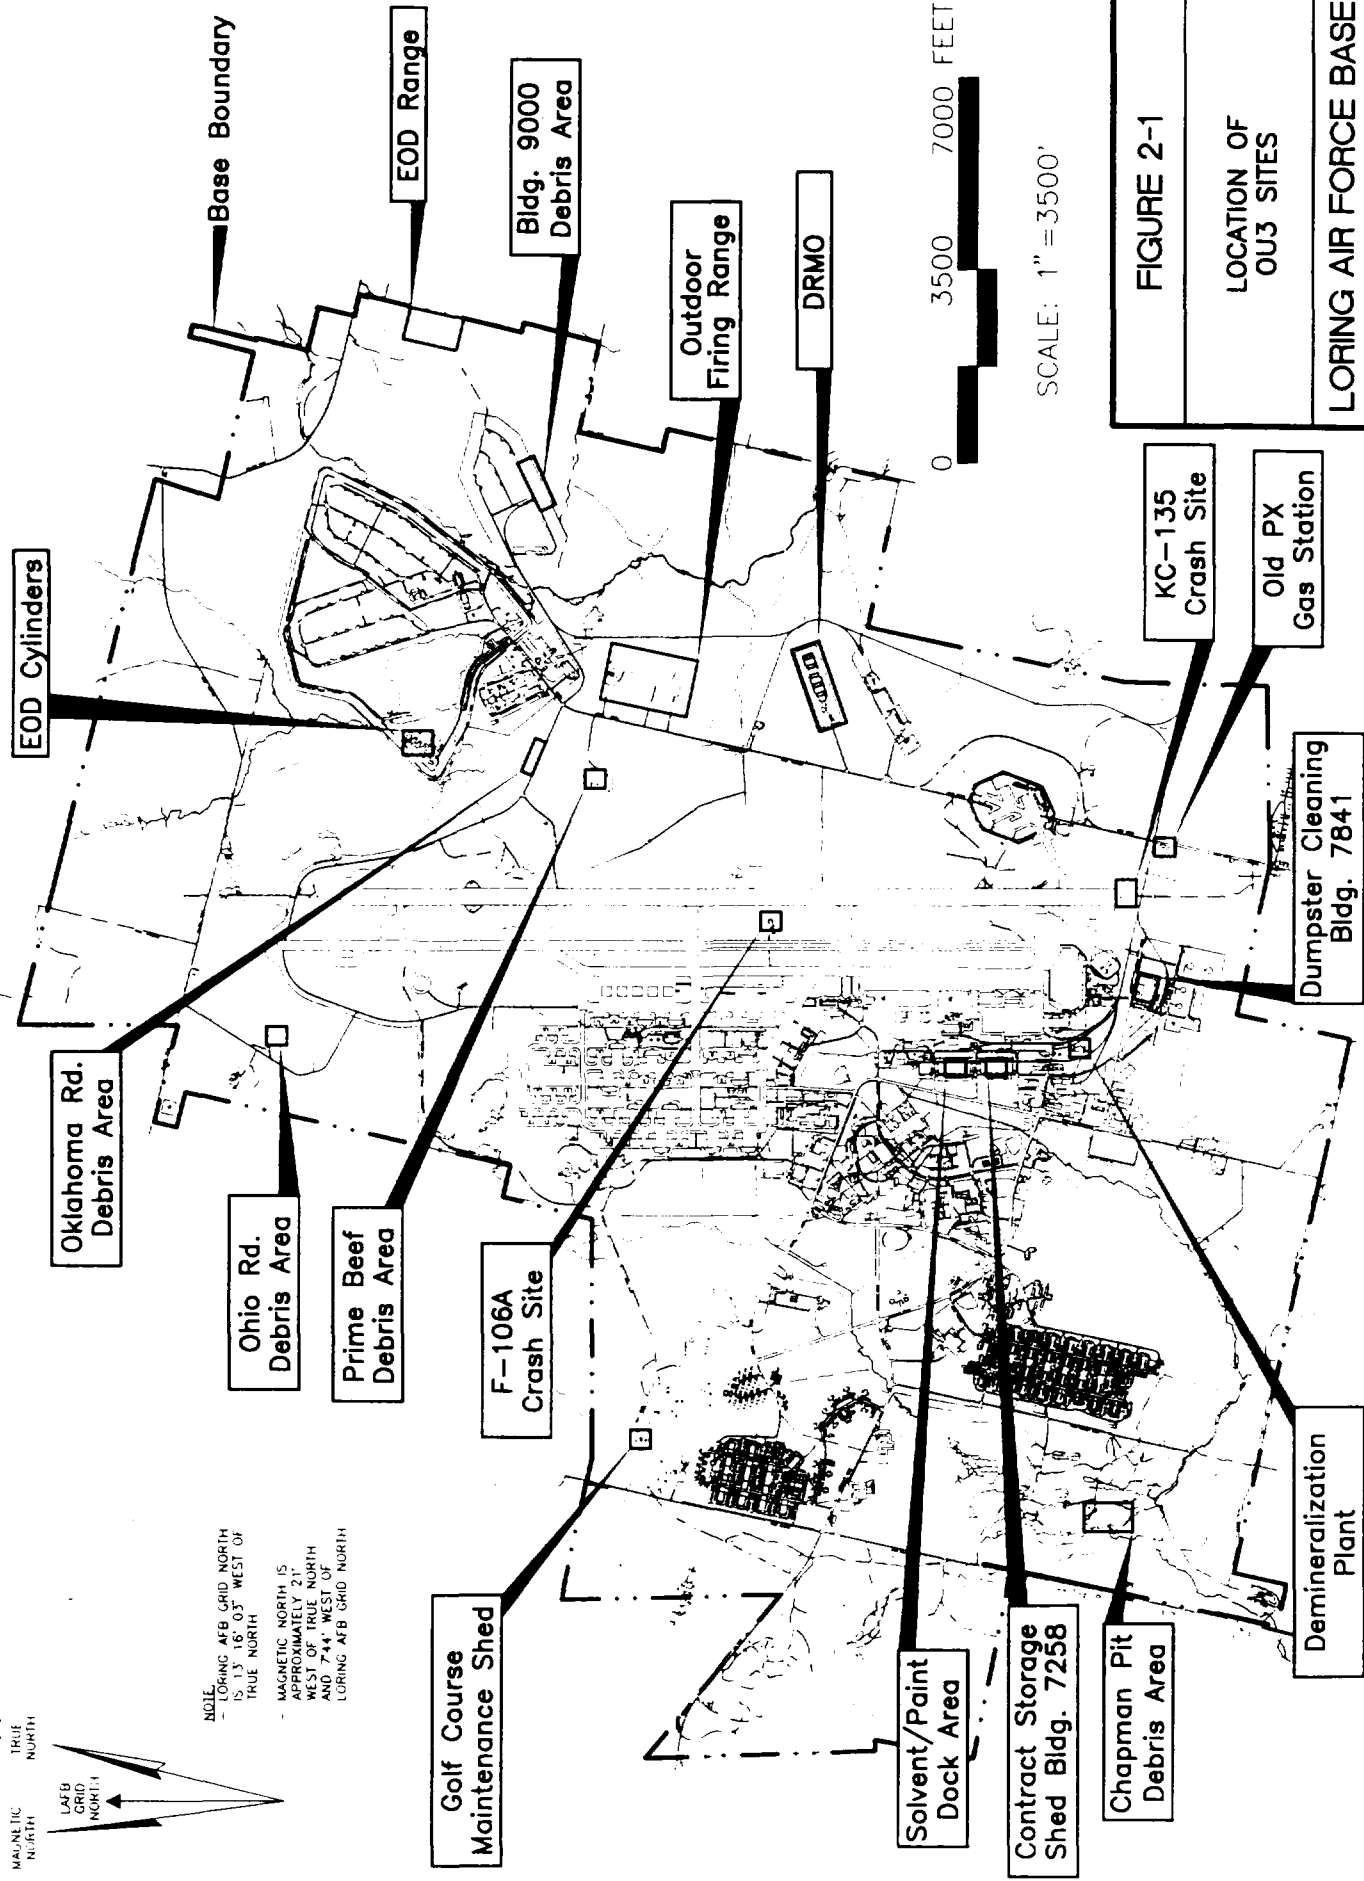 MAGNETIC
NORTH
LAFB
GRID
NORTH
TRUE
NORTH
NOTE
- LORING AFB GRID NORTH
IS 13° 16' 03" WEST OF
TRUE NORTH
- MAGNETIC NORTH IS
APPROXIMATELY 21°
WEST OF TRUE NORTH
AND 7°44' WEST OF
LORING AFB GRID NORTH
EOD Cylinders
Base Boundary
EOD Range
Bldg. 9000
Debris Area
Outdoor
Firing Range
DRMO
Oklahoma Rd.
Debris Area
Ohio Rd.
Debris Area
Prime Beef
Debris Area
F-106A
Crash Site
Golf Course
Maintenance Shed
Solvent/Paint
Dock Area
Contract Storage
Shed Bldg. 7258
Chapman Pit
Debris Area
Demineralization
Plant
Dumpster Cleaning
Bldg. 7841
KC-135
Crash Site
Old PX
Gas Station
0 3500 7000 FEET
SCALE: 1"=3500'
FIGURE 2-1
LOCATION OF
OU3 SITES
LORING AIR FORCE BASE